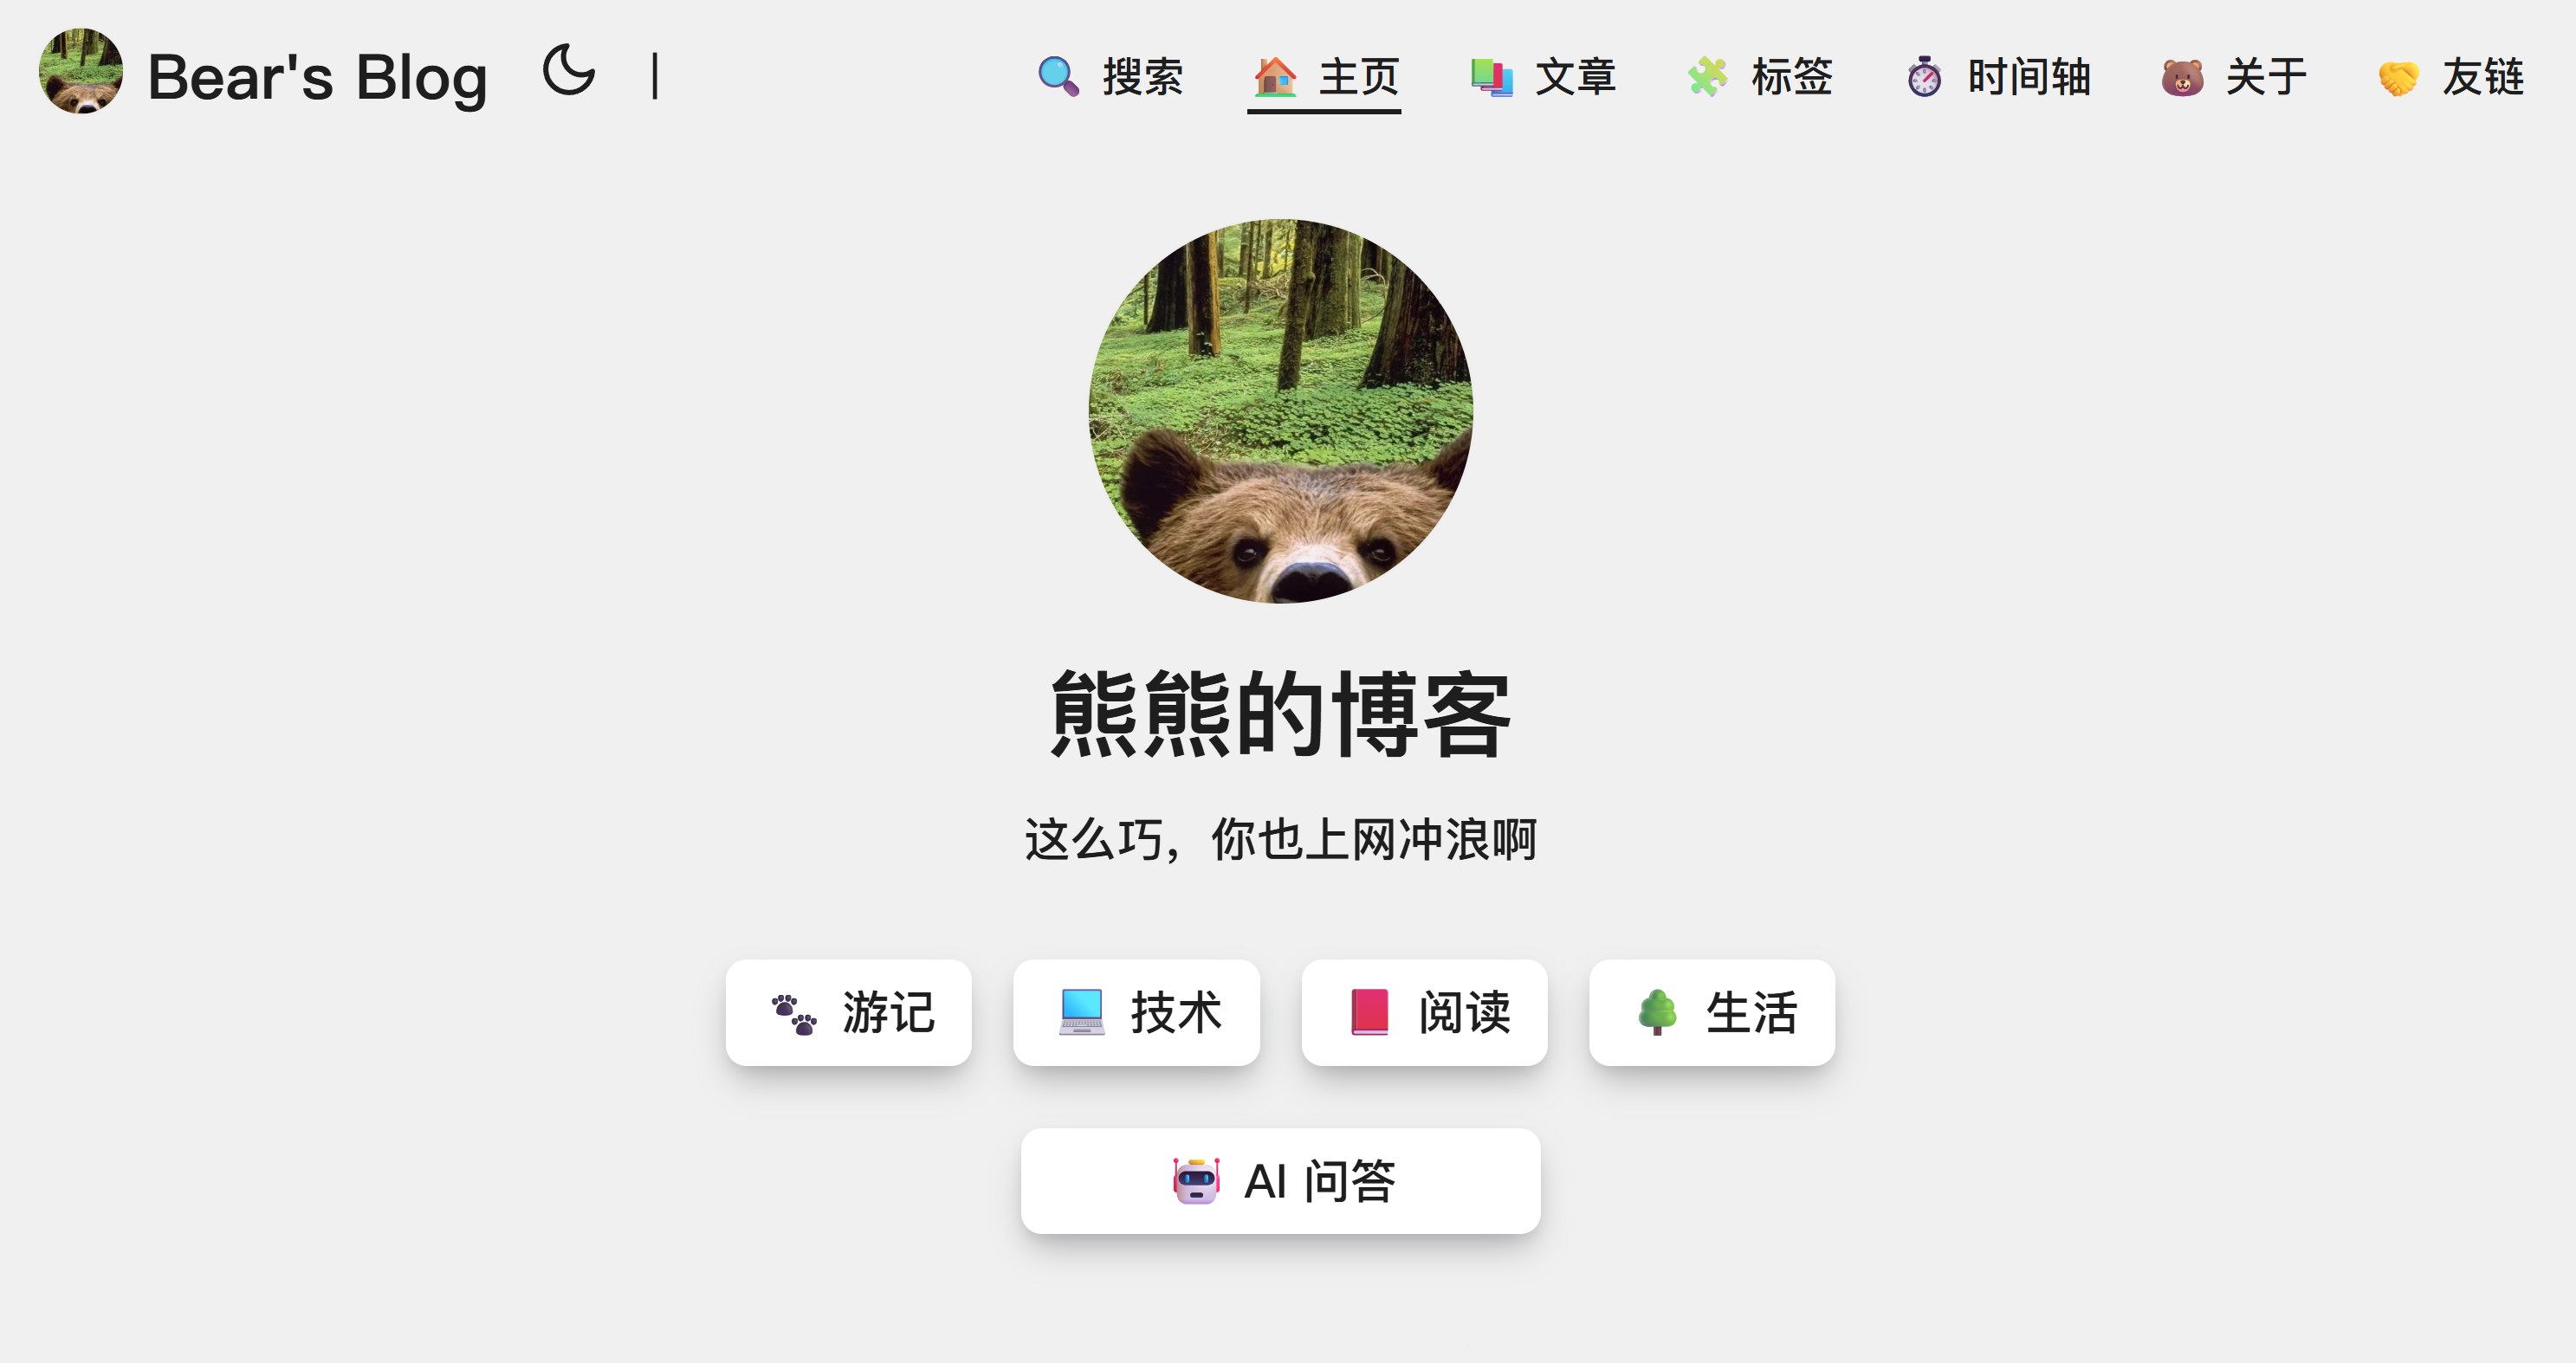 Bear's Blog |
🔍 搜索 🏠 主页 📚 文章 🧩 标签 ⏱ 时间轴 🐻 关于 🤝 友链
熊熊的博客
这么巧，你也上网冲浪啊
🐾 游记 💻 技术 📕 阅读 🌳 生活
🤖 AI 问答